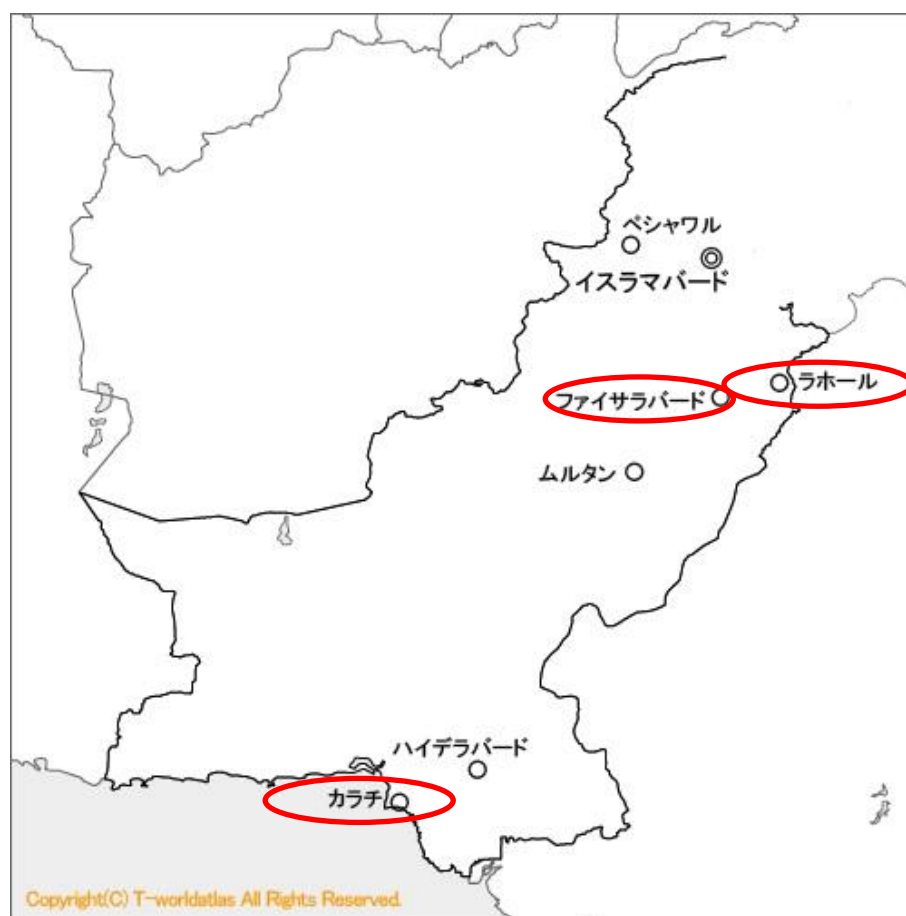 ペシャワル
イスラマバード
ラホール
ファイサラバード
ムルタン
ハイデラバード
カラチ
Copyright(C) T-worldatlas All Rights Reserved.